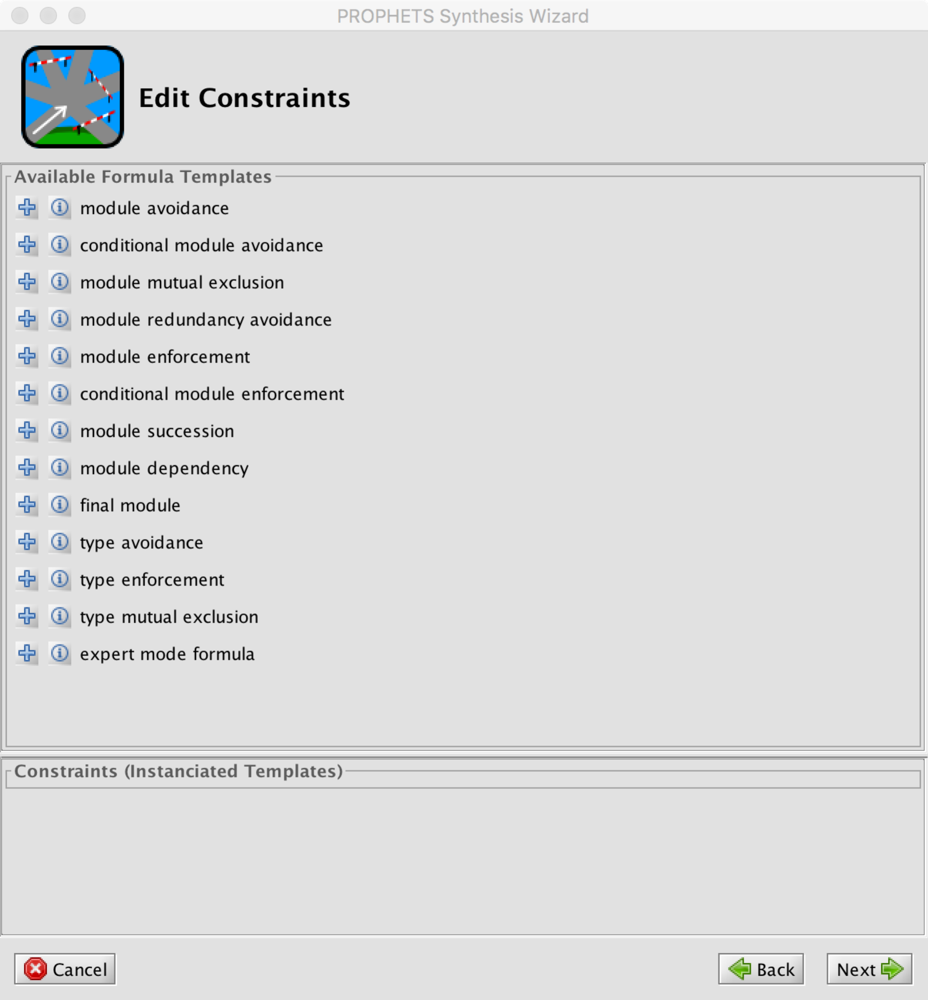 PROPHETS Synthesis Wizard
Edit Constraints
Available Formula Templates
module avoidance
conditional module avoidance
module mutual exclusion
module redundancy avoidance
module enforcement
conditional module enforcement
module succession
module dependency
final module
type avoidance
type enforcement
type mutual exclusion
expert mode formula
Constraints (Instanciated Templates)
Cancel
Back
Next